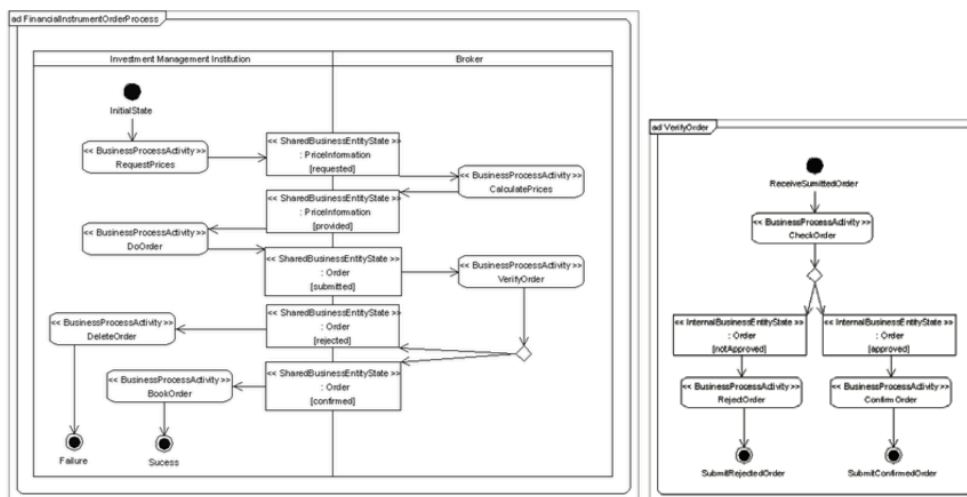 ad FinancialInstrumentOrderProcess
Investment Management Institution
Broker
InitialState
<< BusinessProcessActivity >>
RequestPrices
<< SharedBusinessEntityState >>
: PriceInformation
[requested]
<< BusinessProcessActivity >>
CalculatePrices
<< SharedBusinessEntityState >>
: PriceInformation
[provided]
<< BusinessProcessActivity >>
DoOrder
<< SharedBusinessEntityState >>
: Order
[submitted]
<< BusinessProcessActivity >>
VerifyOrder
<< SharedBusinessEntityState >>
: Order
[rejected]
<< BusinessProcessActivity >>
DeleteOrder
<< SharedBusinessEntityState >>
: Order
[confirmed]
<< BusinessProcessActivity >>
BookOrder
Failure
Sucess
ad VerifyOrder
ReceiveSumittedOrder
<< BusinessProcessActivity >>
CheckOrder
<< InternalBusinessEntityState >>
: Order
[notApproved]
<< InternalBusinessEntityState >>
: Order
[approved]
<< BusinessProcessActivity >>
RejectOrder
<< BusinessProcessActivity >>
ConfirmOrder
SubmitRejectedOrder
SubmitConfirmedOrder